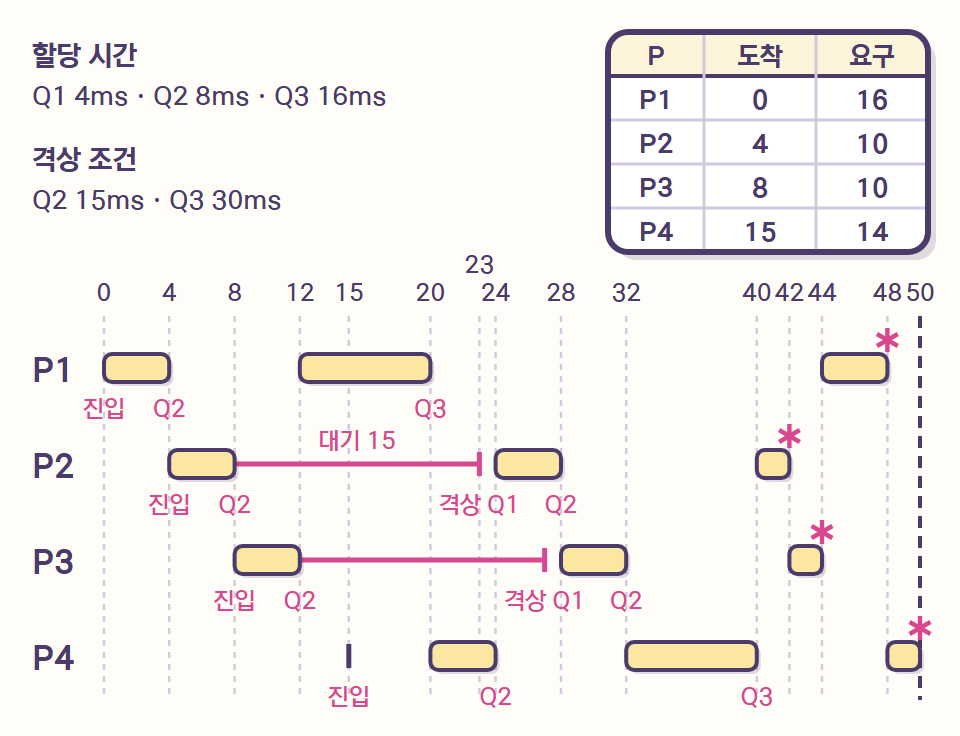 할당 시간
Q1 4ms · Q2 8ms · Q3 16ms
격상 조건
Q2 15ms · Q3 30ms
P 도착 요구
P1 0 16
P2 4 10
P3 8 10
P4 15 14
23
0 4 8 12 15 20 24 28 32 40 42 44 48 50
P1
*
진입 Q2 Q3
대기 15
P2
*
진입 Q2 격상 Q1 Q2
P3
*
진입 Q2 격상 Q1 Q2
P4
*
진입 Q2 Q3